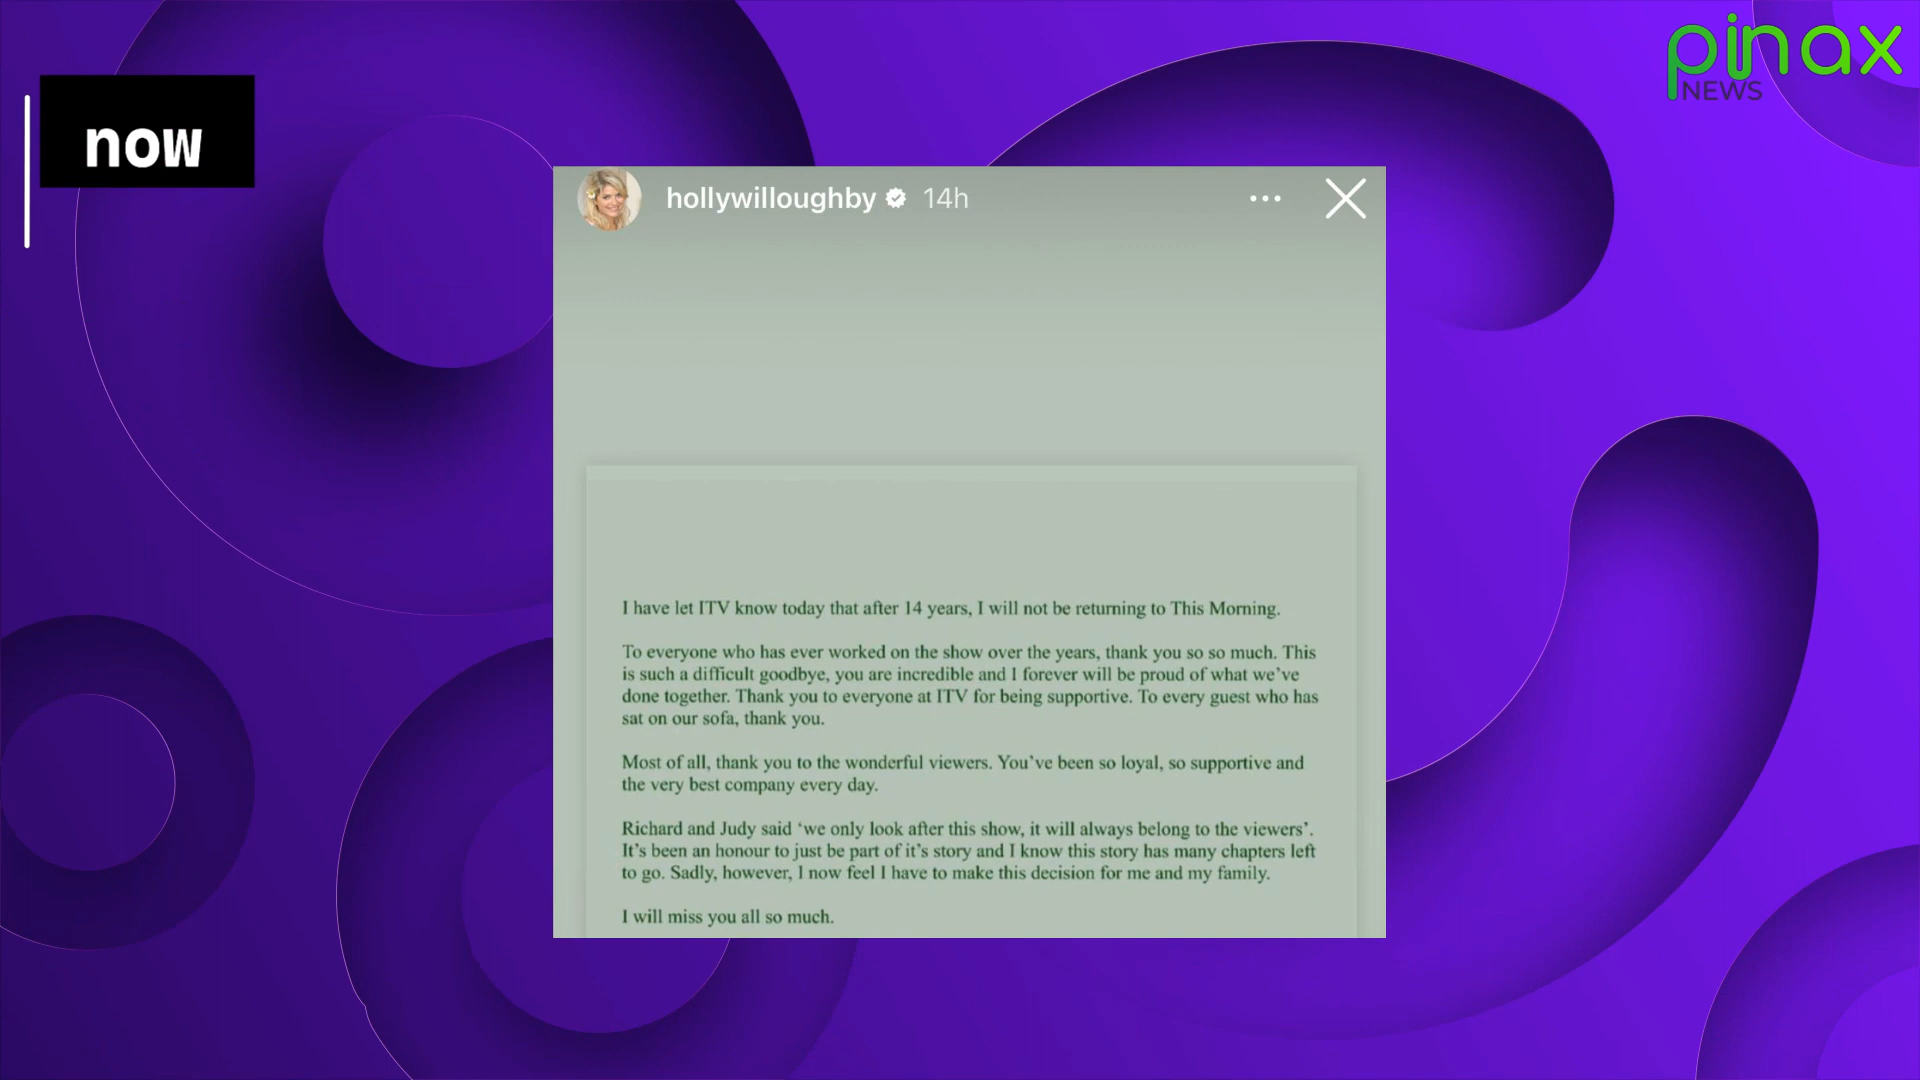 pinax
NEWS
now
hollywilloughby 14h
I have let ITV know today that after 14 years, I will not be returning to This Morning.
To everyone who has ever worked on the show over the years, thank you so so much. This
is such a difficult goodbye, you are incredible and I forever will be proud of what we’ve
done together. Thank you to everyone at ITV for being supportive. To every guest who has
sat on our sofa, thank you.
Most of all, thank you to the wonderful viewers. You’ve been so loyal, so supportive and
the very best company every day.
Richard and Judy said ‘we only look after this show, it will always belong to the viewers’.
It’s been an honour to just be part of it’s story and I know this story has many chapters left
to go. Sadly, however, I now feel I have to make this decision for me and my family.
I will miss you all so much.